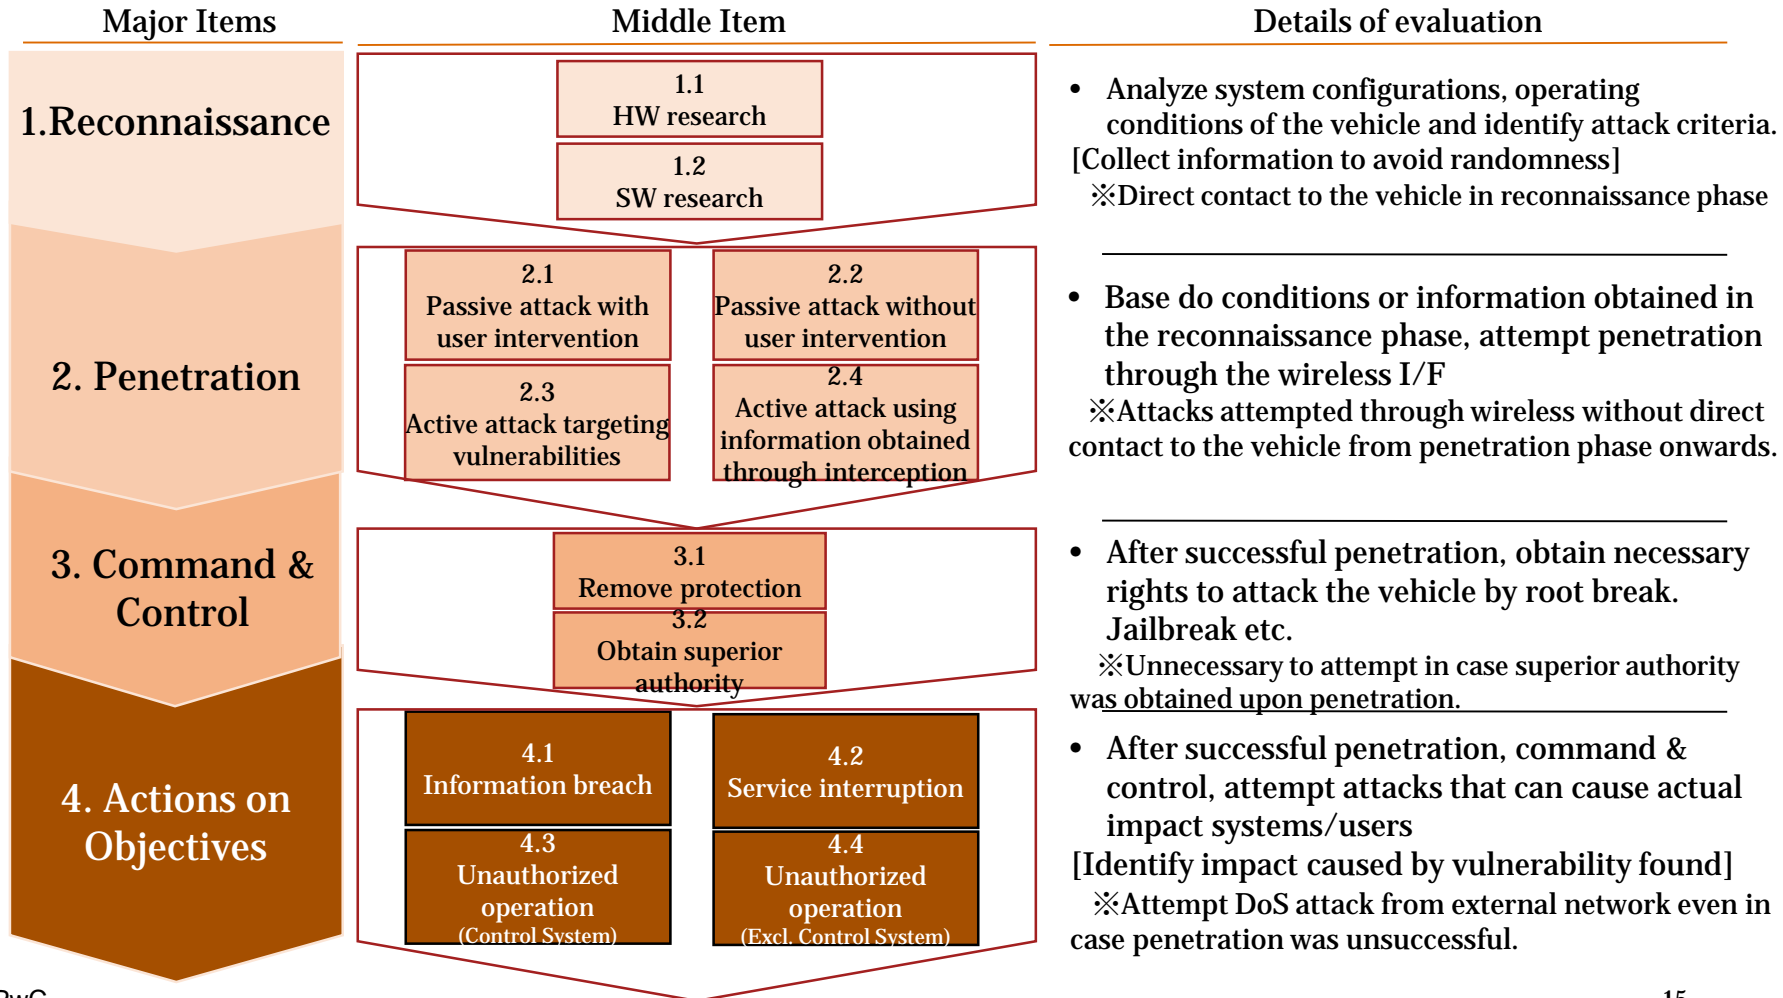 Major Items
Middle Item
Details of evaluation
1.Reconnaissance
1.1
HW research
1.2
SW research
• Analyze system configurations, operating
conditions of the vehicle and identify attack criteria.
[Collect information to avoid randomness]
※Direct contact to the vehicle in reconnaissance phase
2. Penetration
2.1
Passive attack with
user intervention
2.2
Passive attack without
user intervention
2.3
Active attack targeting
vulnerabilities
2.4
Active attack using
information obtained
through interception
• Base do conditions or information obtained in
the reconnaissance phase, attempt penetration
through the wireless I/F
※Attacks attempted through wireless without direct
contact to the vehicle from penetration phase onwards.
3. Command &
Control
3.1
Remove protection
3.2
Obtain superior
authority
• After successful penetration, obtain necessary
rights to attack the vehicle by root break.
Jailbreak etc.
※Unnecessary to attempt in case superior authority
was obtained upon penetration.
4. Actions on
Objectives
4.1
Information breach
4.2
Service interruption
4.3
Unauthorized
operation
(Control System)
4.4
Unauthorized
operation
(Excl. Control System)
• After successful penetration, command &
control, attempt attacks that can cause actual
impact systems/users
[Identify impact caused by vulnerability found]
※Attempt DoS attack from external network even in
case penetration was unsuccessful.
PwC
15